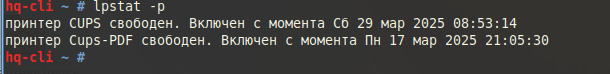 hq-cli ~ # lpstat -p
принтер CUPS свободен. Включен с момента Сб 29 мар 2025 08:53:14
принтер Cups-PDF свободен. Включен с момента Пн 17 мар 2025 21:05:30
hq-cli ~ #